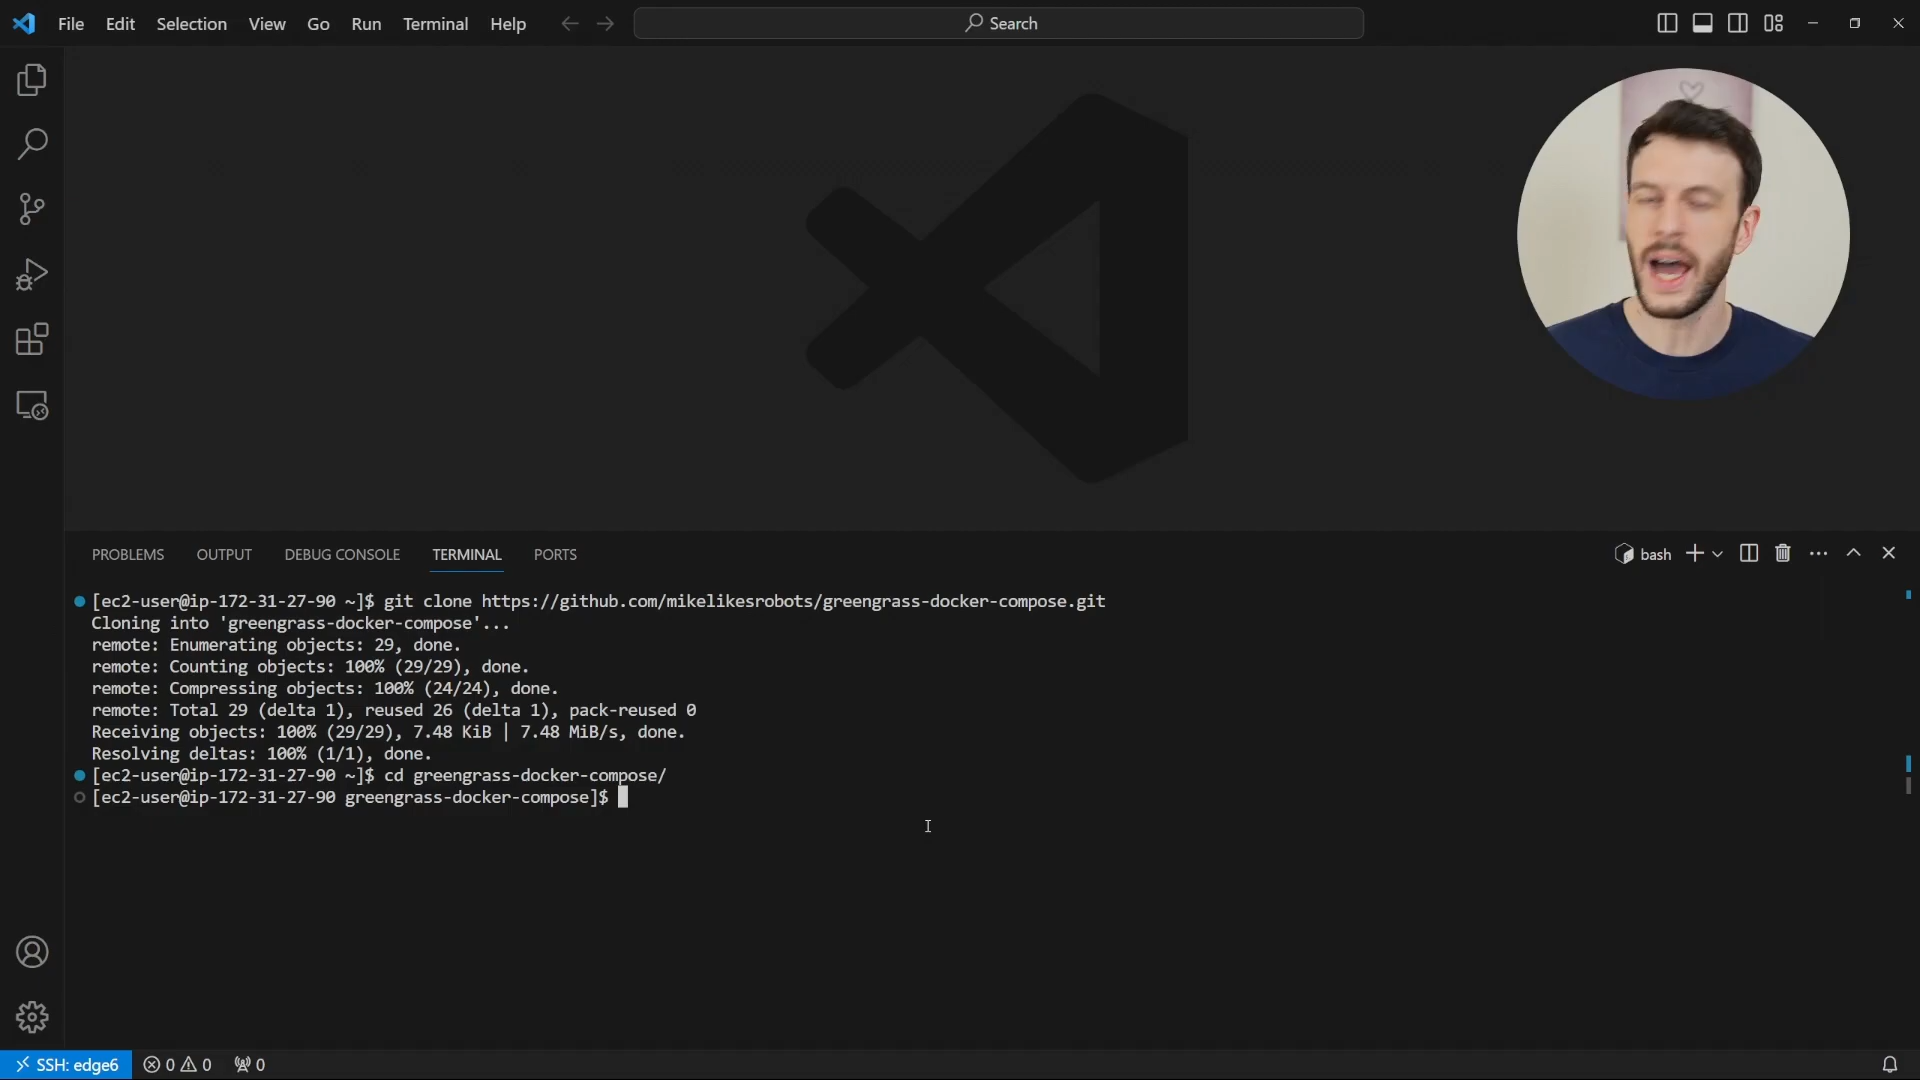 File Edit Selection View Go Run Terminal Help
Search
PROBLEMS OUTPUT DEBUG CONSOLE TERMINAL PORTS
bash
[ec2-user@ip-172-31-27-90 ~]$ git clone https://github.com/mikelikesrobots/greengrass-docker-compose.git
Cloning into 'greengrass-docker-compose'...
remote: Enumerating objects: 29, done.
remote: Counting objects: 100% (29/29), done.
remote: Compressing objects: 100% (24/24), done.
remote: Total 29 (delta 1), reused 26 (delta 1), pack-reused 0
Receiving objects: 100% (29/29), 7.48 KiB | 7.48 MiB/s, done.
Resolving deltas: 100% (1/1), done.
[ec2-user@ip-172-31-27-90 ~]$ cd greengrass-docker-compose/
[ec2-user@ip-172-31-27-90 greengrass-docker-compose]$
SSH: edge6 0 0 0